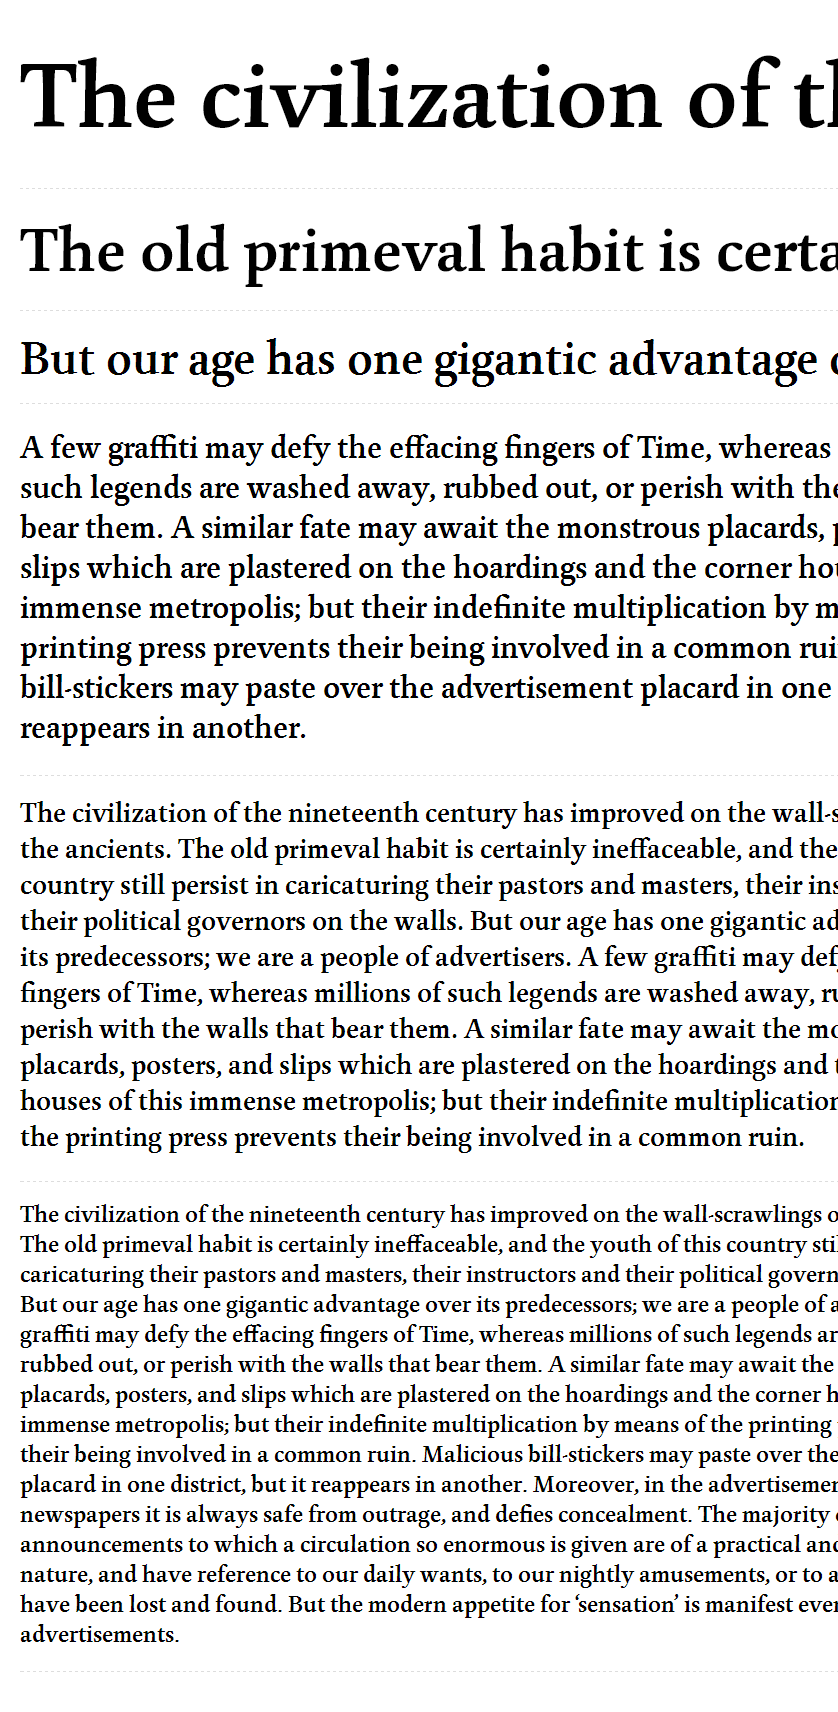 The civilization of th
The old primeval habit is certa
But our age has one gigantic advantage
A few graffiti may defy the effacing fingers of Time, whereas
such legends are washed away, rubbed out, or perish with the
bear them. A similar fate may await the monstrous placards,
slips which are plastered on the hoardings and the corner hou
immense metropolis; but their indefinite multiplication by m
printing press prevents their being involved in a common rui
bill-stickers may paste over the advertisement placard in one
reappears in another.
The civilization of the nineteenth century has improved on the wall-s
the ancients. The old primeval habit is certainly ineffaceable, and the
country still persist in caricaturing their pastors and masters, their ins
their political governors on the walls. But our age has one gigantic ad
its predecessors; we are a people of advertisers. A few graffiti may defy
fingers of Time, whereas millions of such legends are washed away, ru
perish with the walls that bear them. A similar fate may await the mo
placards, posters, and slips which are plastered on the hoardings and t
houses of this immense metropolis; but their indefinite multiplication
the printing press prevents their being involved in a common ruin.
The civilization of the nineteenth century has improved on the wall-scrawlings o
The old primeval habit is certainly ineffaceable, and the youth of this country stil
caricaturing their pastors and masters, their instructors and their political govern
But our age has one gigantic advantage over its predecessors; we are a people of a
graffiti may defy the effacing fingers of Time, whereas millions of such legends ar
rubbed out, or perish with the walls that bear them. A similar fate may await the
placards, posters, and slips which are plastered on the hoardings and the corner h
immense metropolis; but their indefinite multiplication by means of the printing
their being involved in a common ruin. Malicious bill-stickers may paste over the
placard in one district, but it reappears in another. Moreover, in the advertisemen
newspapers it is always safe from outrage, and defies concealment. The majority
announcements to which a circulation so enormous is given are of a practical and
nature, and have reference to our daily wants, to our nightly amusements, or to a
have been lost and found. But the modern appetite for ‘sensation’ is manifest ever
advertisements.